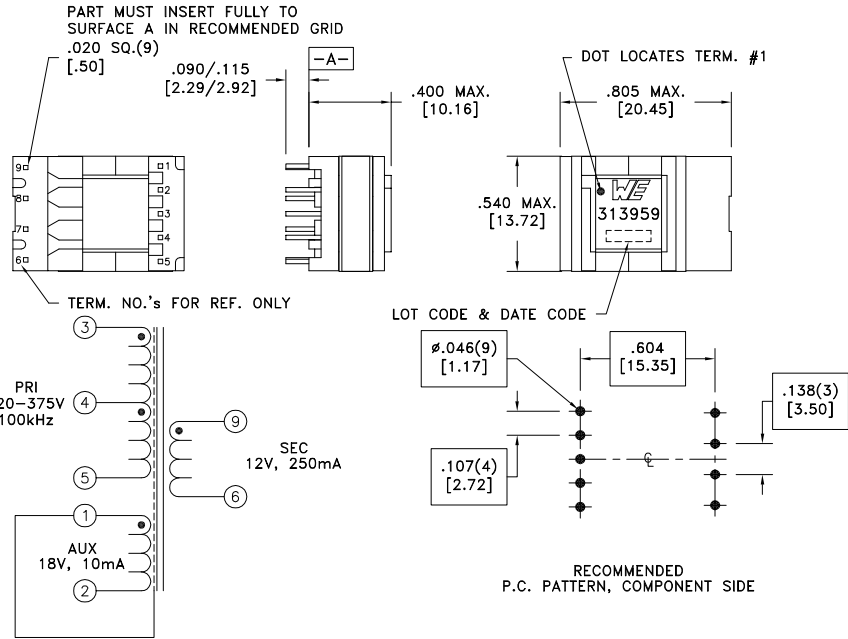 PART MUST INSERT FULLY TO
SURFACE A IN RECOMMENDED GRID
.020 SQ.(9)
[.50]
.090/.115
[2.29/2.92]
-A-
.400 MAX.
[10.16]
DOT LOCATES TERM. #1
.805 MAX.
[20.45]
9
8
7
6
1
2
3
4
5
.540 MAX.
[13.72]
WE
313959
TERM. NO.'s FOR REF. ONLY
LOT CODE & DATE CODE
3
4
5
1
2
9
6
PRI
20-375V
100kHz
SEC
12V, 250mA
AUX
18V, 10mA
ø.046(9)
[1.17]
.604
[15.35]
.138(3)
[3.50]
.107(4)
[2.72]
℄
RECOMMENDED
P.C. PATTERN, COMPONENT SIDE